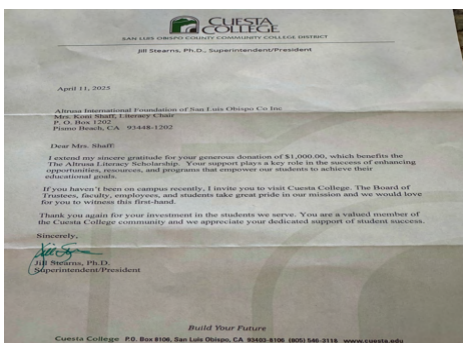 CUESTA
COLLEGE
SAN LUIS OBISPO COUNTY COMMUNITY COLLEGE DISTRICT
Jill Stearns, Ph.D., Superintendent/President
April 11, 2025
Altrusa International Foundation of San Luis Obispo Co Inc
Mrs. Koni Shaff, Literacy Chair
P. O. Box 1202
Pismo Beach, CA 93448-1202
Dear Mrs. Shaff:
I extend my sincere gratitude for your generous donation of $1,000.00, which benefits the
The Altrusa Literacy Scholarship. Your support plays a key role in the success of enhancing
opportunities, resources, and programs that empower our students to achieve their
educational goals.
If you haven't been on campus recently, I invite you to visit Cuesta College. The Board of
Trustees, faculty, employees, and students take great pride in our mission and we would love
for you to witness this first-hand.
Thank you again for your investment in the students we serve. You are a valued member of
the Cuesta College community and we appreciate your dedicated support of student success.
Sincerely,
Jill Stearns, Ph.D.
Superintendent/President
Build Your Future
Cuesta College P.O. Box 8106, San Luis Obispo, CA 93403-8106 (805) 546-3118 www.cuesta.edu